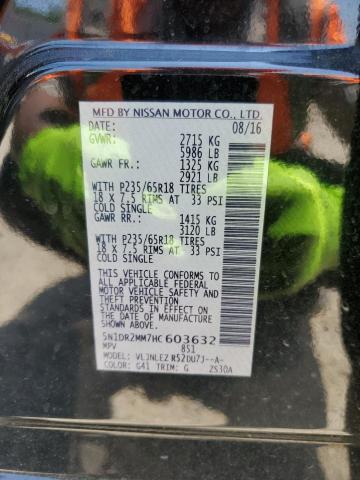 MFD BY NISSAN MOTOR CO., LTD.
DATE: 08/16
GVWR: 2715 KG
5986 LB
GAWR FR.: 1325 KG
2921 LB
WITH P235/65R18 TIRES
18 X 7.5 RIMS AT 33 PSI
COLD SINGLE
GAWR RR.: 1415 KG
3120 LB
WITH P235/65R18 TIRES
18 X 7.5 RIMS AT 33 PSI
COLD SINGLE
THIS VEHICLE CONFORMS TO
ALL APPLICABLE FEDERAL
MOTOR VEHICLE SAFETY AND
THEFT PREVENTION
STANDARDS IN EFFECT ON
THE DATE OF MANUFACTURE
SHOWN ABOVE.
5N1DR2MM7HC603632
MPV 851
MODEL: VLJNLEZ R52DU7J--A-
COLOR: G41 TRIM: G ZS30A